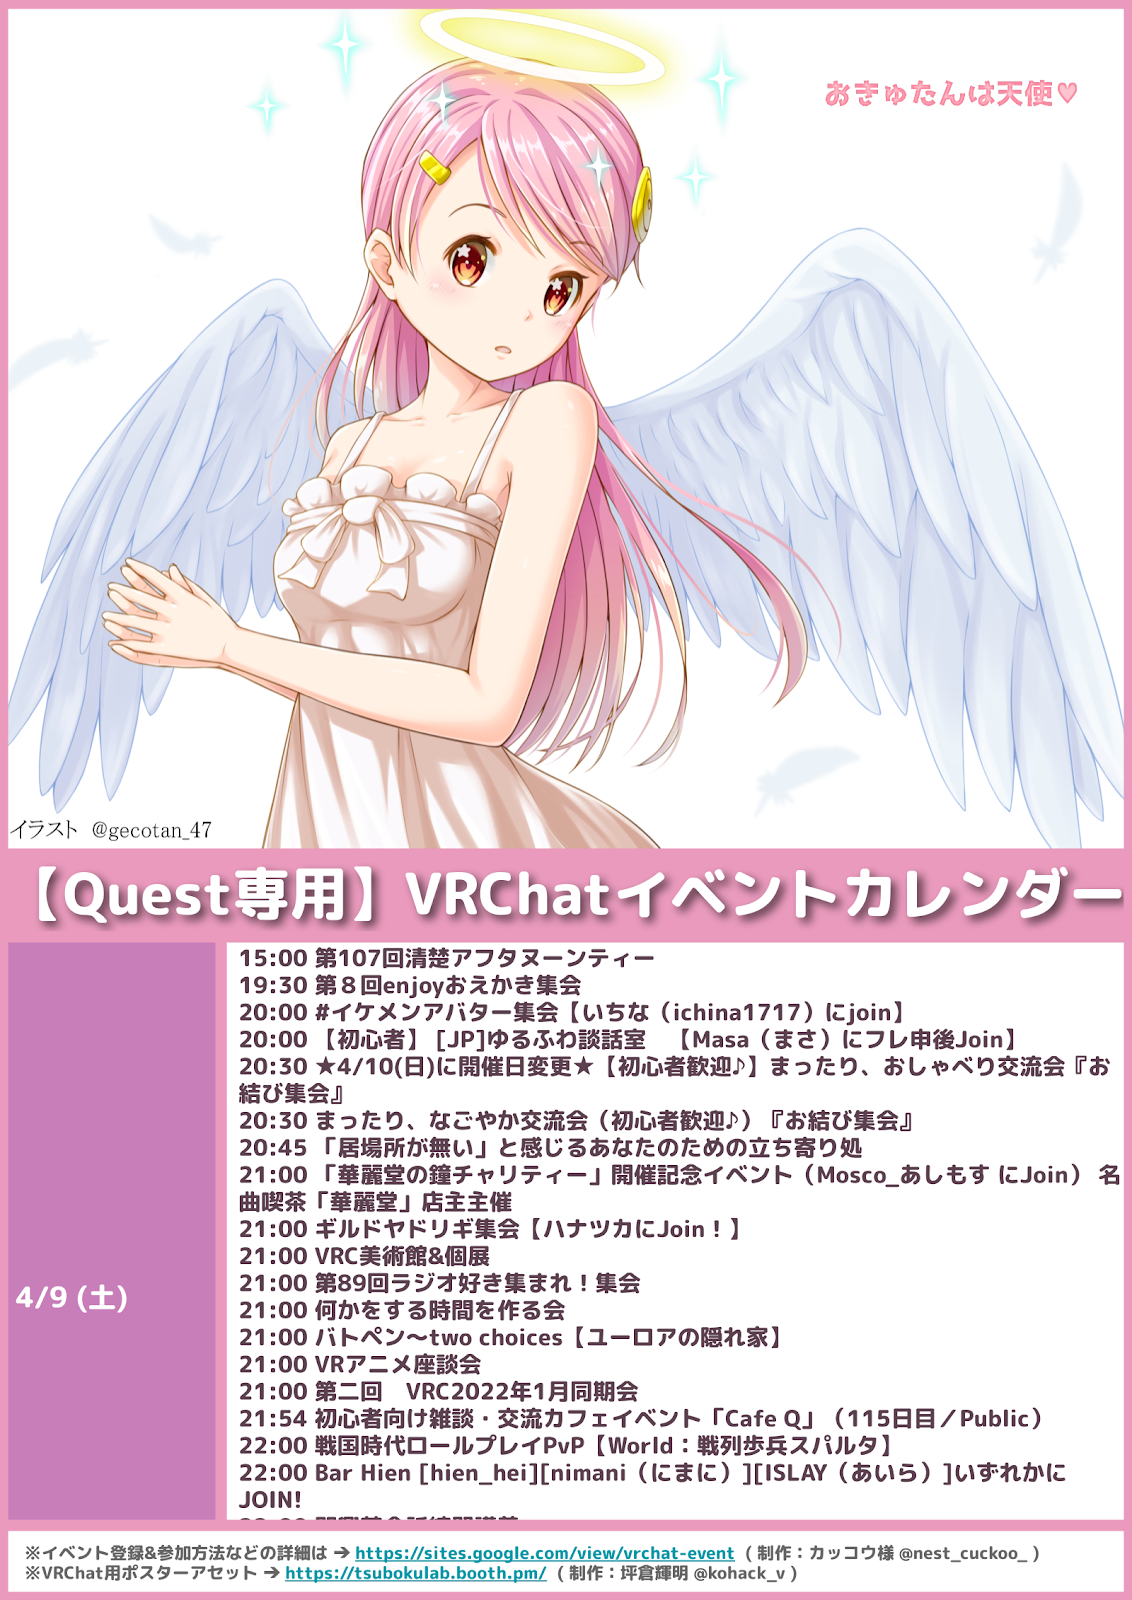 おきゅたんは天使♥
イラスト @gecotan_47
【Quest専用】VRChatイベントカレンダー
4/9 (土)
15:00 第107回清楚アフタヌーンティー
19:30 第８回enjoyおえかき集会
20:00 #イケメンアバター集会【いちな（ichina1717）にjoin】
20:00 【初心者】 [JP]ゆるふわ談話室　【Masa（まさ）にフレ申後Join】
20:30 ★4/10(日)に開催日変更★【初心者歓迎♪】まったり、おしゃべり交流会『お
結び集会』
20:30 まったり、なごやか交流会（初心者歓迎♪）『お結び集会』
20:45 「居場所が無い」と感じるあなたのための立ち寄り処
21:00 「華麗堂の鐘チャリティー」開催記念イベント（Mosco_あしもす にJoin） 名
曲喫茶「華麗堂」店主主催
21:00 ギルドヤドリギ集会【ハナツカにJoin！】
21:00 VRC美術館&個展
21:00 第89回ラジオ好き集まれ！集会
21:00 何かをする時間を作る会
21:00 バトペン〜two choices【ユーロアの隠れ家】
21:00 VRアニメ座談会
21:00 第二回　VRC2022年1月同期会
21:54 初心者向け雑談・交流カフェイベント「Cafe Q」（115日目／Public）
22:00 戦国時代ロールプレイPvP【World：戦列歩兵スパルタ】
22:00 Bar Hien [hien_hei][nimani（にまに）][ISLAY（あいら）]いずれかに
JOIN!
※イベント登録&参加方法などの詳細は ➔ https://sites.google.com/view/vrchat-event ( 制作：カッコウ様 @nest_cuckoo_ )
※VRChat用ポスターアセット ➔ https://tsubokulab.booth.pm/ ( 制作：坪倉輝明 @kohack_v )